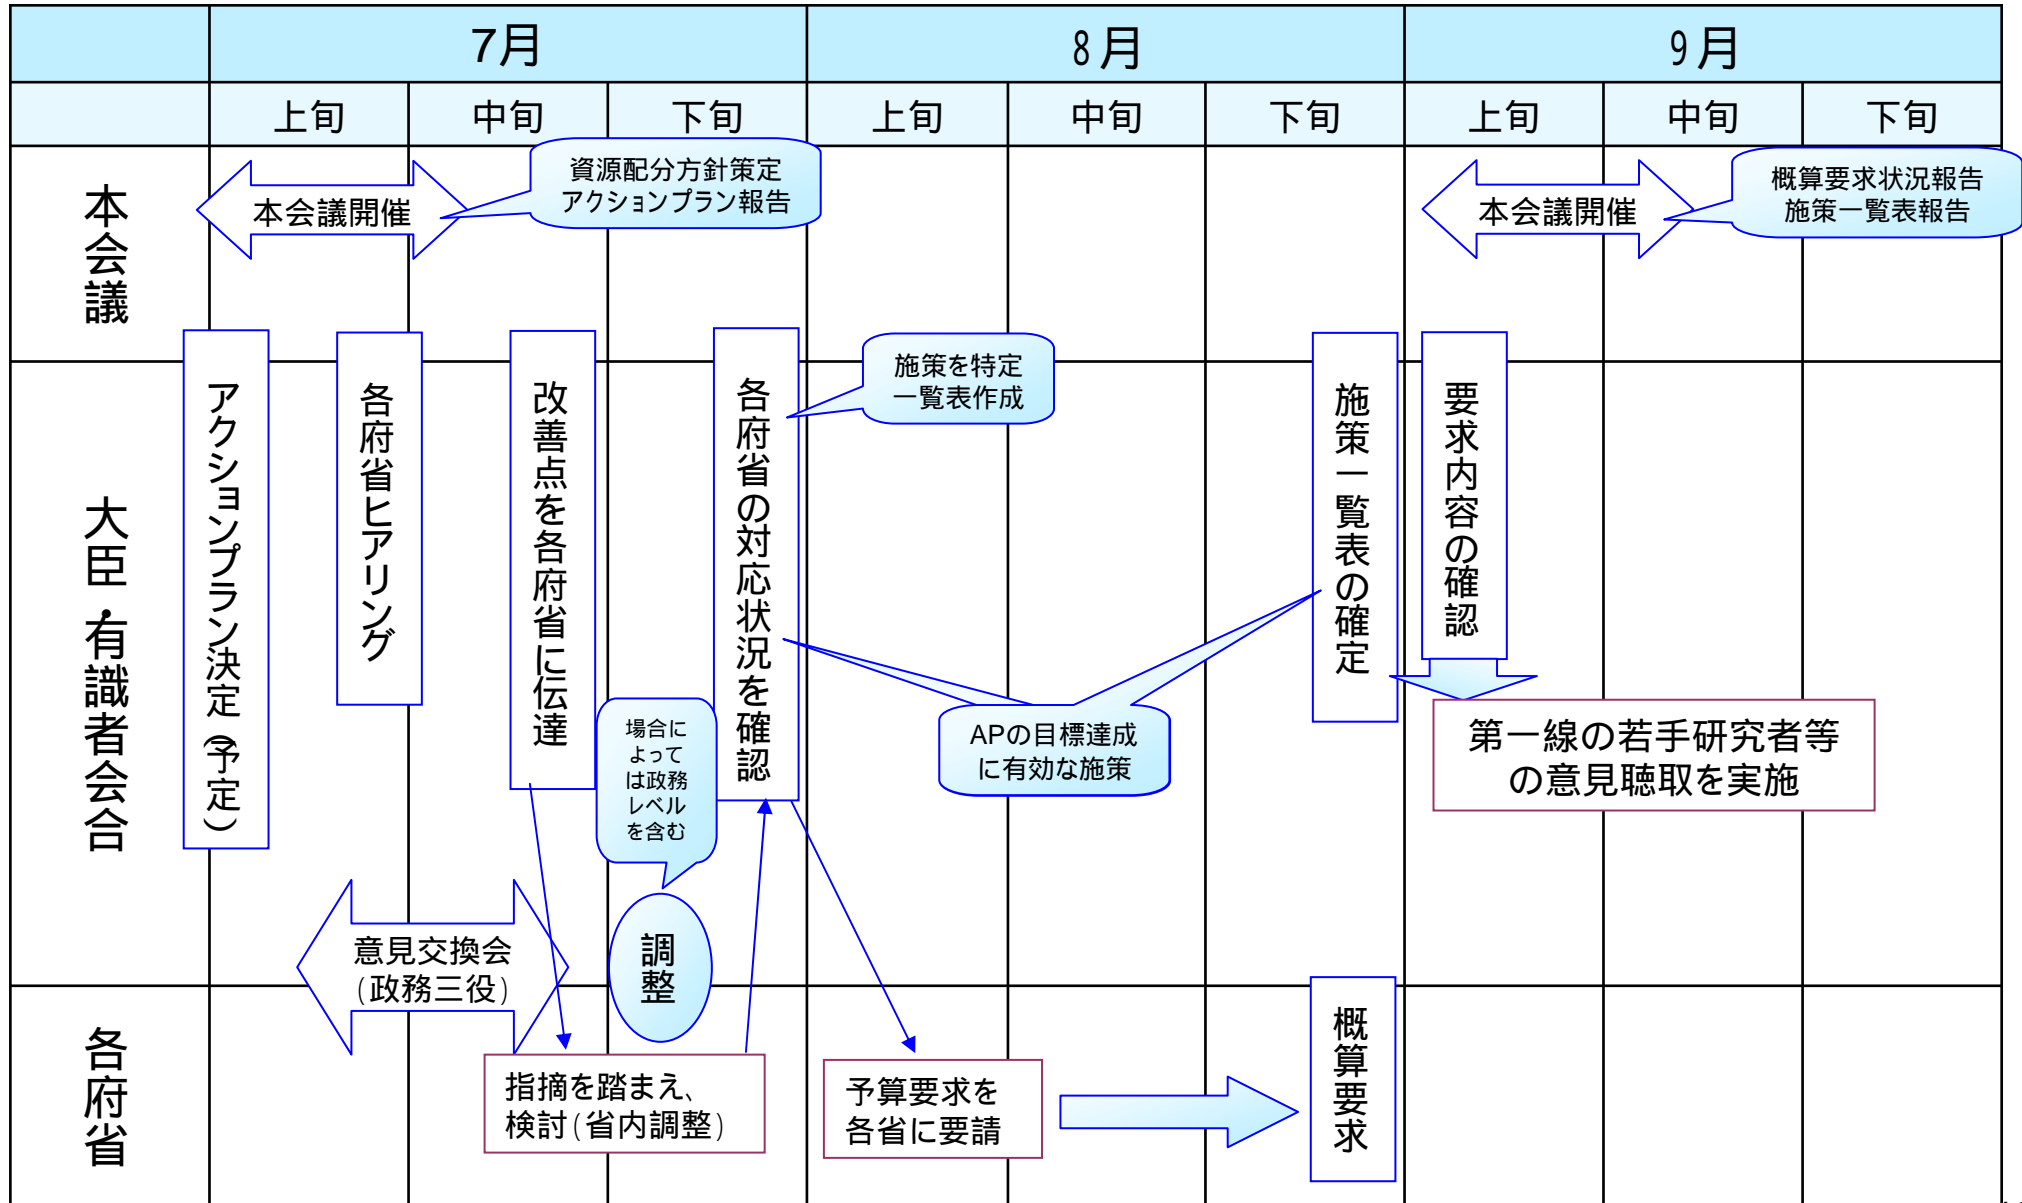 7月
8月
9月
上旬
中旬
下旬
上旬
中旬
下旬
上旬
中旬
下旬
本会議
本会議開催
資源配分方針策定
アクションプラン報告
本会議開催
概算要求状況報告
施策一覧表報告
大臣・有識者会合
アクションプラン決定(予定)
各府省ヒアリング
改善点を各府省に伝達
各府省の対応状況を確認
施策を特定
一覧表作成
施策一覧表の確定
要求内容の確認
場合に
よって
は政務
レベル
を含む
APの目標達成
に有効な施策
第一線の若手研究者等
の意見聴取を実施
意見交換会
(政務三役)
調整
各府省
指摘を踏まえ、
検討(省内調整)
予算要求を
各省に要請
概算要求